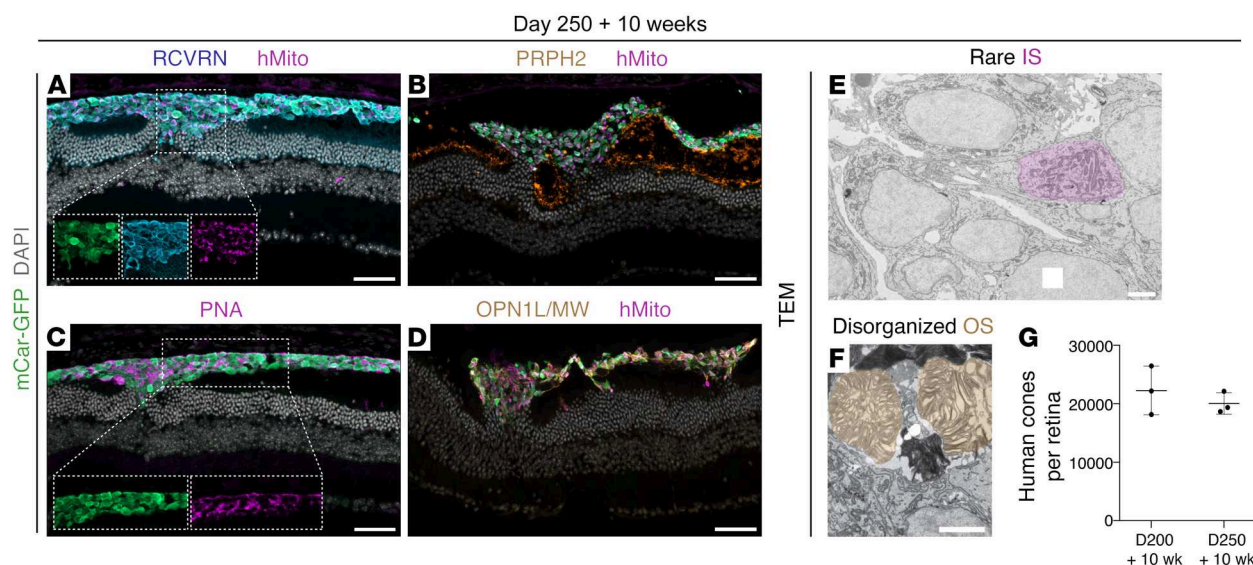 Day 250 + 10 weeks
RCVRN hMito
PRPH2 hMito
Rare IS
A
B
E
mCar-GFP DAPI
PNA
OPN1L/MW hMito
TEM
C
D
Disorganized OS
F
G
30000
20000
10000
0
Human cones
per retina
D200
+ 10 wk
D250
+ 10 wk